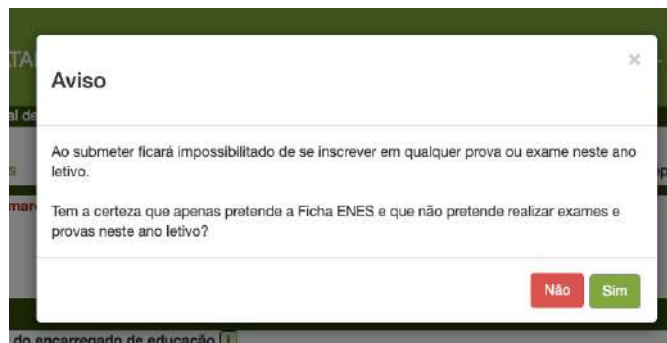 Aviso
×
Ao submeter ficará impossibilitado de se inscrever em qualquer prova ou exame neste ano
letivo.
Tem a certeza que apenas pretende a Ficha ENES e que não pretende realizar exames e
provas neste ano letivo?
Não Sim
do encarregado de educação